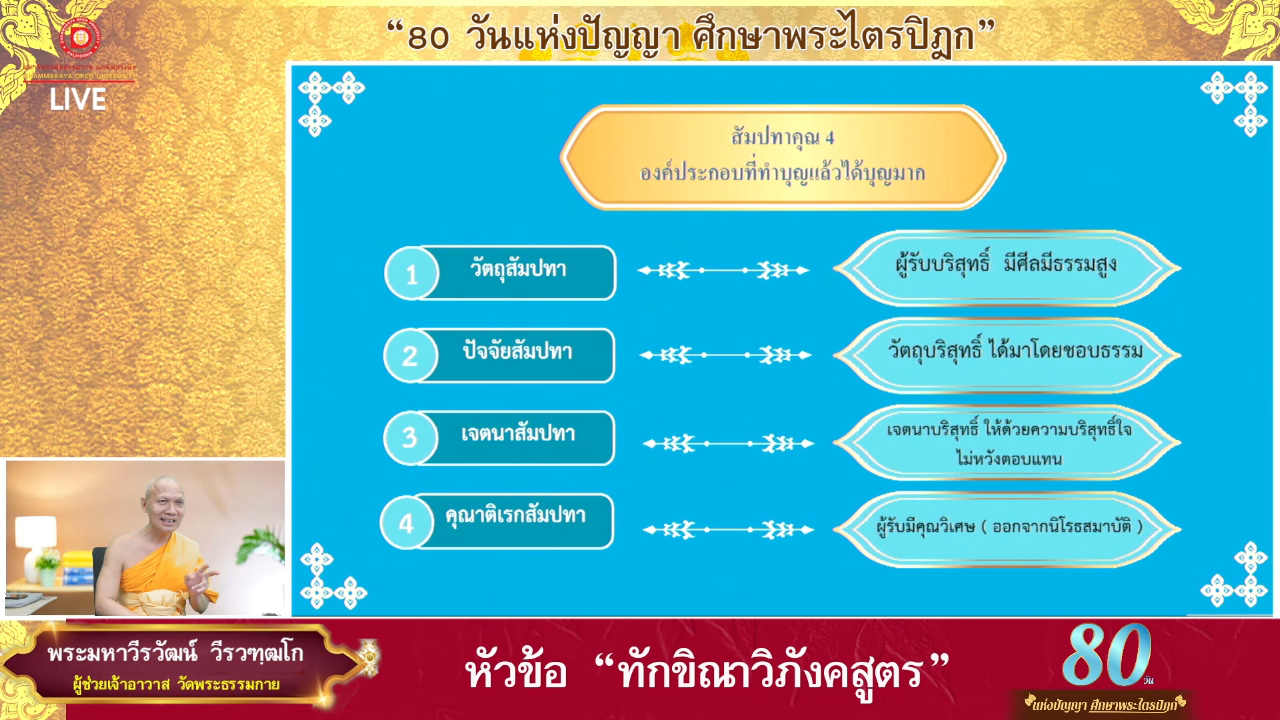 “80 วันแห่งปัญญา ศึกษาพระไตรปิฎก”
DHAMMAKAYA OPEN UNIVERSITY
LIVE
สัมปทาคุณ 4
องค์ประกอบที่ทำบุญแล้วได้บุญมาก
1 วัตถุสัมปทา
ผู้รับบริสุทธิ์ มีศีลมีธรรมสูง
2 ปัจจัยสัมปทา
วัตถุบริสุทธิ์ ได้มาโดยชอบธรรม
3 เจตนาสัมปทา
เจตนาบริสุทธิ์ ให้ด้วยความบริสุทธิ์ใจ
ไม่หวังตอบแทน
4 คุณาติเรกสัมปทา
ผู้รับมีคุณวิเศษ ( ออกจากนิโรธสมาบัติ )
พระมหาวีรวัฒน์ วีรวฑฺฒโก
ผู้ช่วยเจ้าอาวาส วัดพระธรรมกาย
หัวข้อ “ทักขิณาวิภังคสูตร”
80 วัน
แห่งปัญญา ศึกษาพระไตรปิฎก